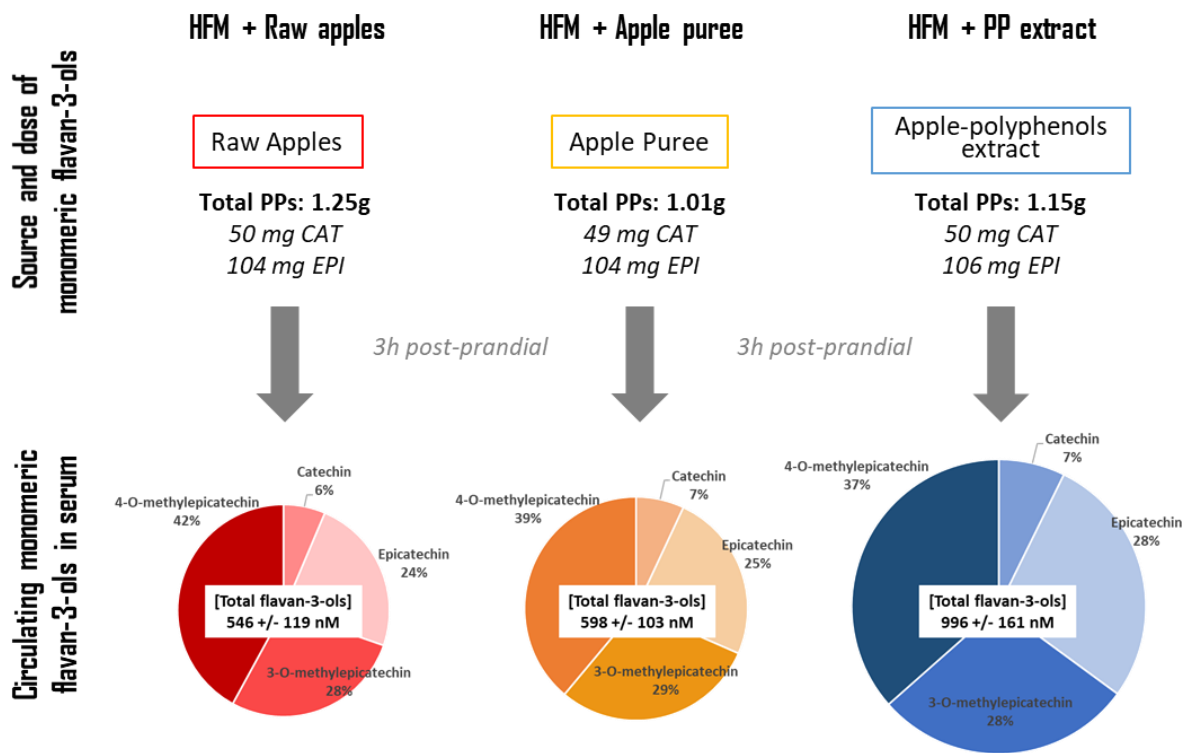 HFM + Raw apples
HFM + Apple puree
HFM + PP extract
Source and dose of
monomeric flavan-3-ols
Raw Apples
Apple Puree
Apple-polyphenols
extract
Total PPs: 1.25g
50 mg CAT
104 mg EPI
Total PPs: 1.01g
49 mg CAT
104 mg EPI
Total PPs: 1.15g
50 mg CAT
106 mg EPI
3h post-prandial
3h post-prandial
Circulating monomeric
flavan-3-ols in serum
Catechin
6%
4-O-methylepicatechin
42%
Epicatechin
24%
[Total flavan-3-ols]
546 +/- 119 nM
3-O-methylepicatechin
28%
Catechin
7%
4-O-methylepicatechin
39%
Epicatechin
25%
[Total flavan-3-ols]
598 +/- 103 nM
3-O-methylepicatechin
29%
Catechin
7%
4-O-methylepicatechin
37%
Epicatechin
28%
[Total flavan-3-ols]
996 +/- 161 nM
3-O-methylepicatechin
28%